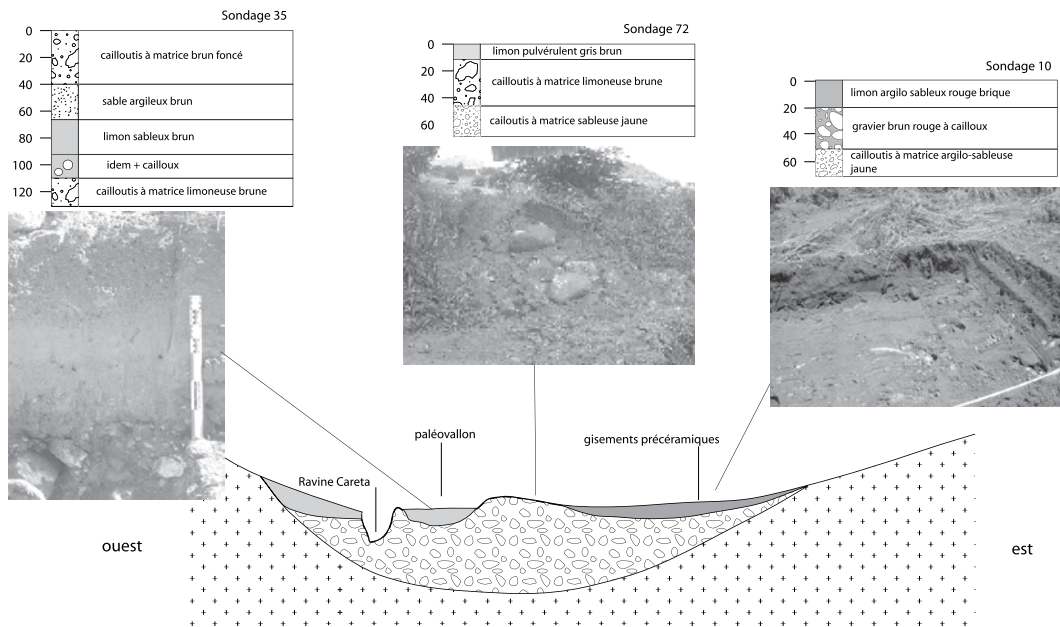 Sondage 35
0
20
40
60
80
100
120
cailloutis à matrice brun foncé
sable argileux brun
limon sableux brun
idem + cailloux
cailloutis à matrice limoneuse brune
Sondage 72
0
20
40
60
limon pulvérulent gris brun
cailloutis à matrice limoneuse brune
cailoutis à matrice sableuse jaune
Sondage 10
0
20
40
60
limon argilo sableux rouge brique
gravier brun rouge à cailloux
cailloutis à matrice argilo-sableuse
jaune
paléovallon
gisements précéramiques
Ravine Careta
ouest
est